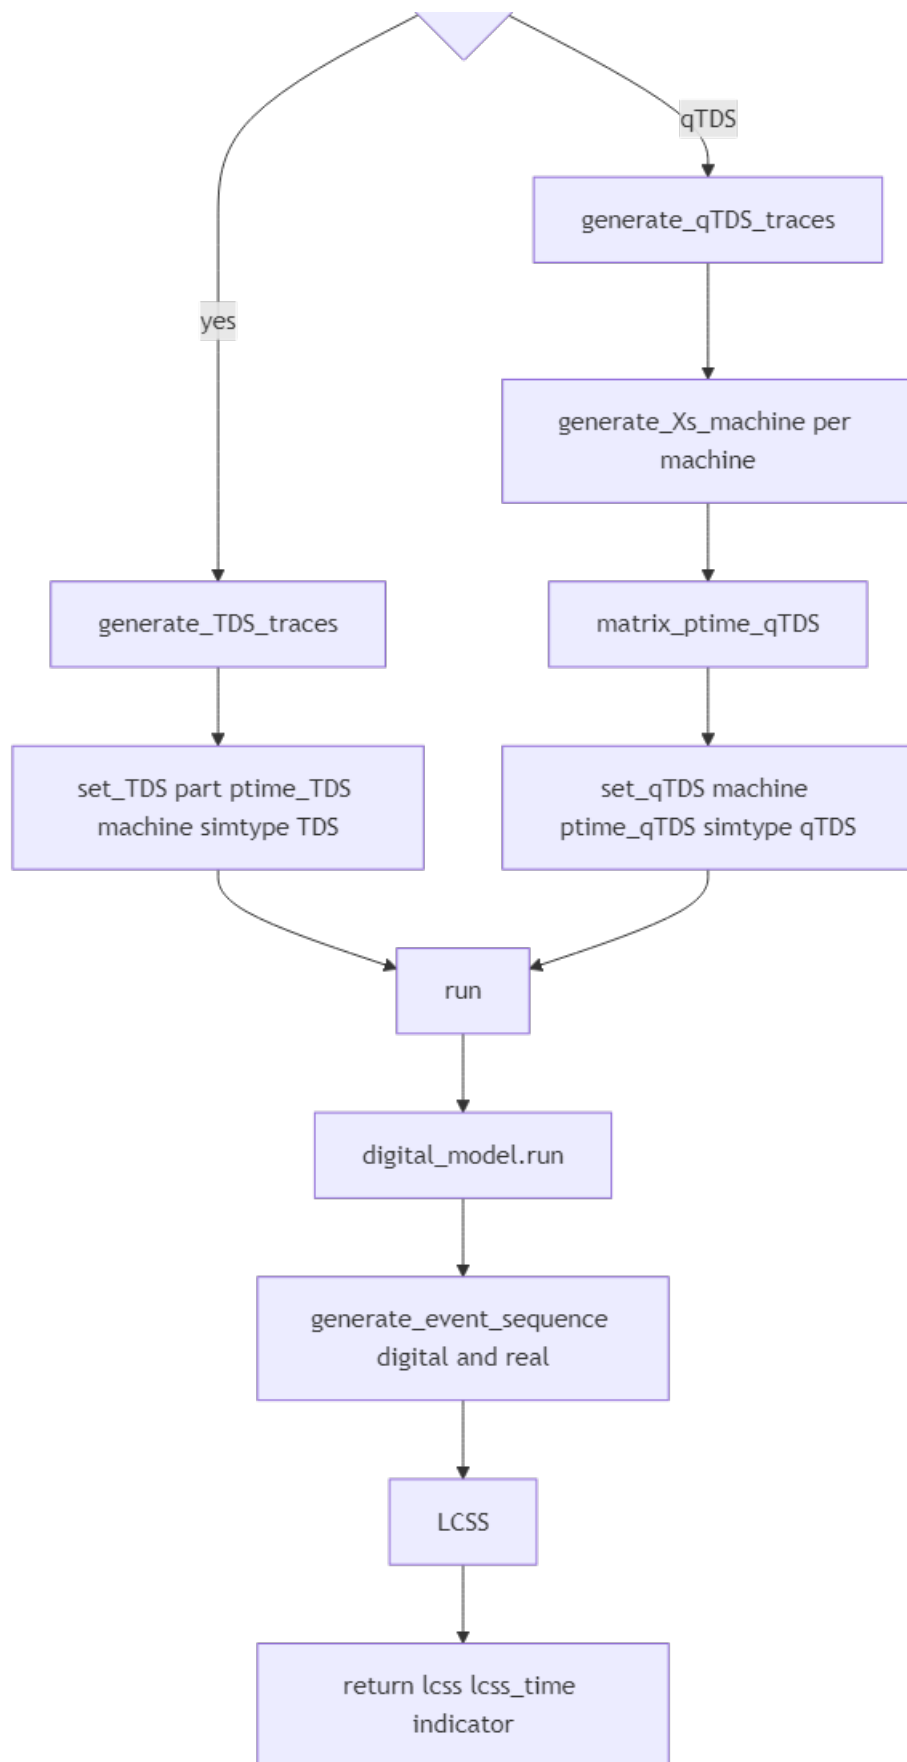 qTDS
generate_qTDS_traces
yes
generate_Xs_machine per
machine
generate_TDS_traces
matrix_ptime_qTDS
set_TDS part ptime_TDS
machine simtype TDS
set_qTDS machine
ptime_qTDS simtype qTDS
run
digital_model.run
generate_event_sequence
digital and real
LCSS
return lcss lcss_time
indicator